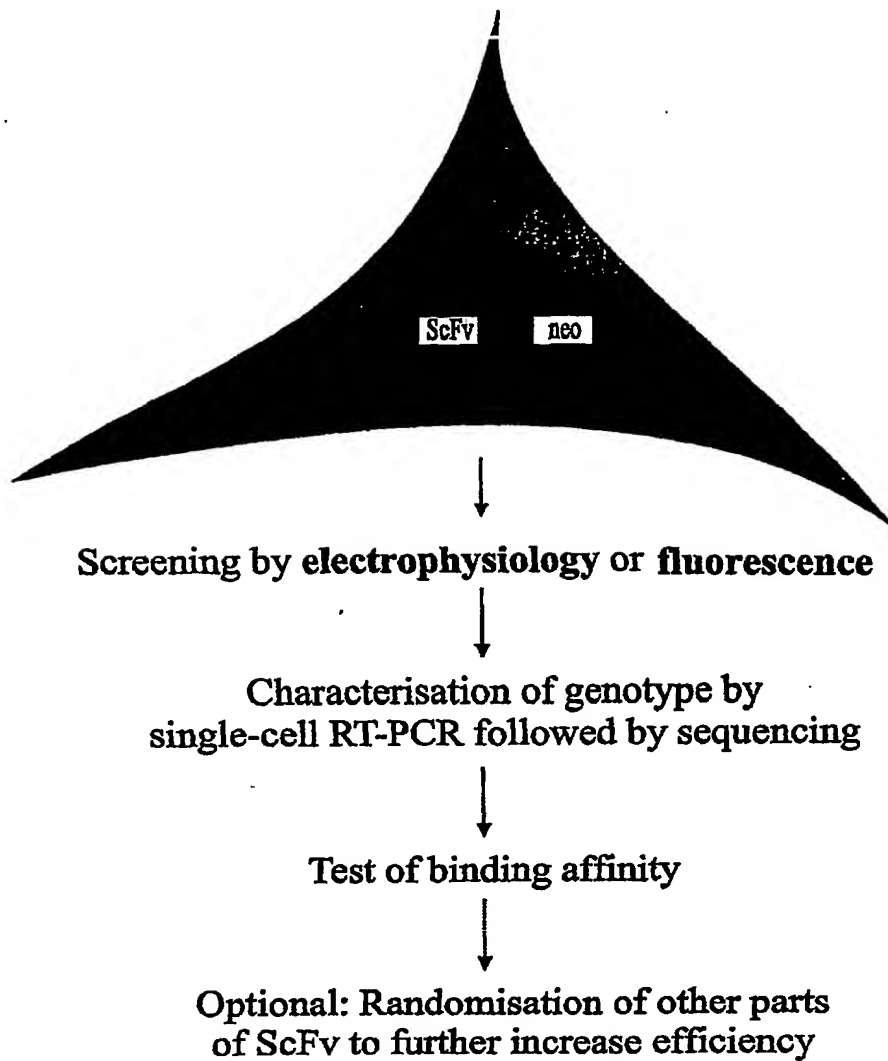 ScFv neo
Screening by electrophysiology or fluorescence
Characterisation of genotype by
single-cell RT-PCR followed by sequencing
Test of binding affinity
Optional: Randomisation of other parts
of ScFv to further increase efficiency